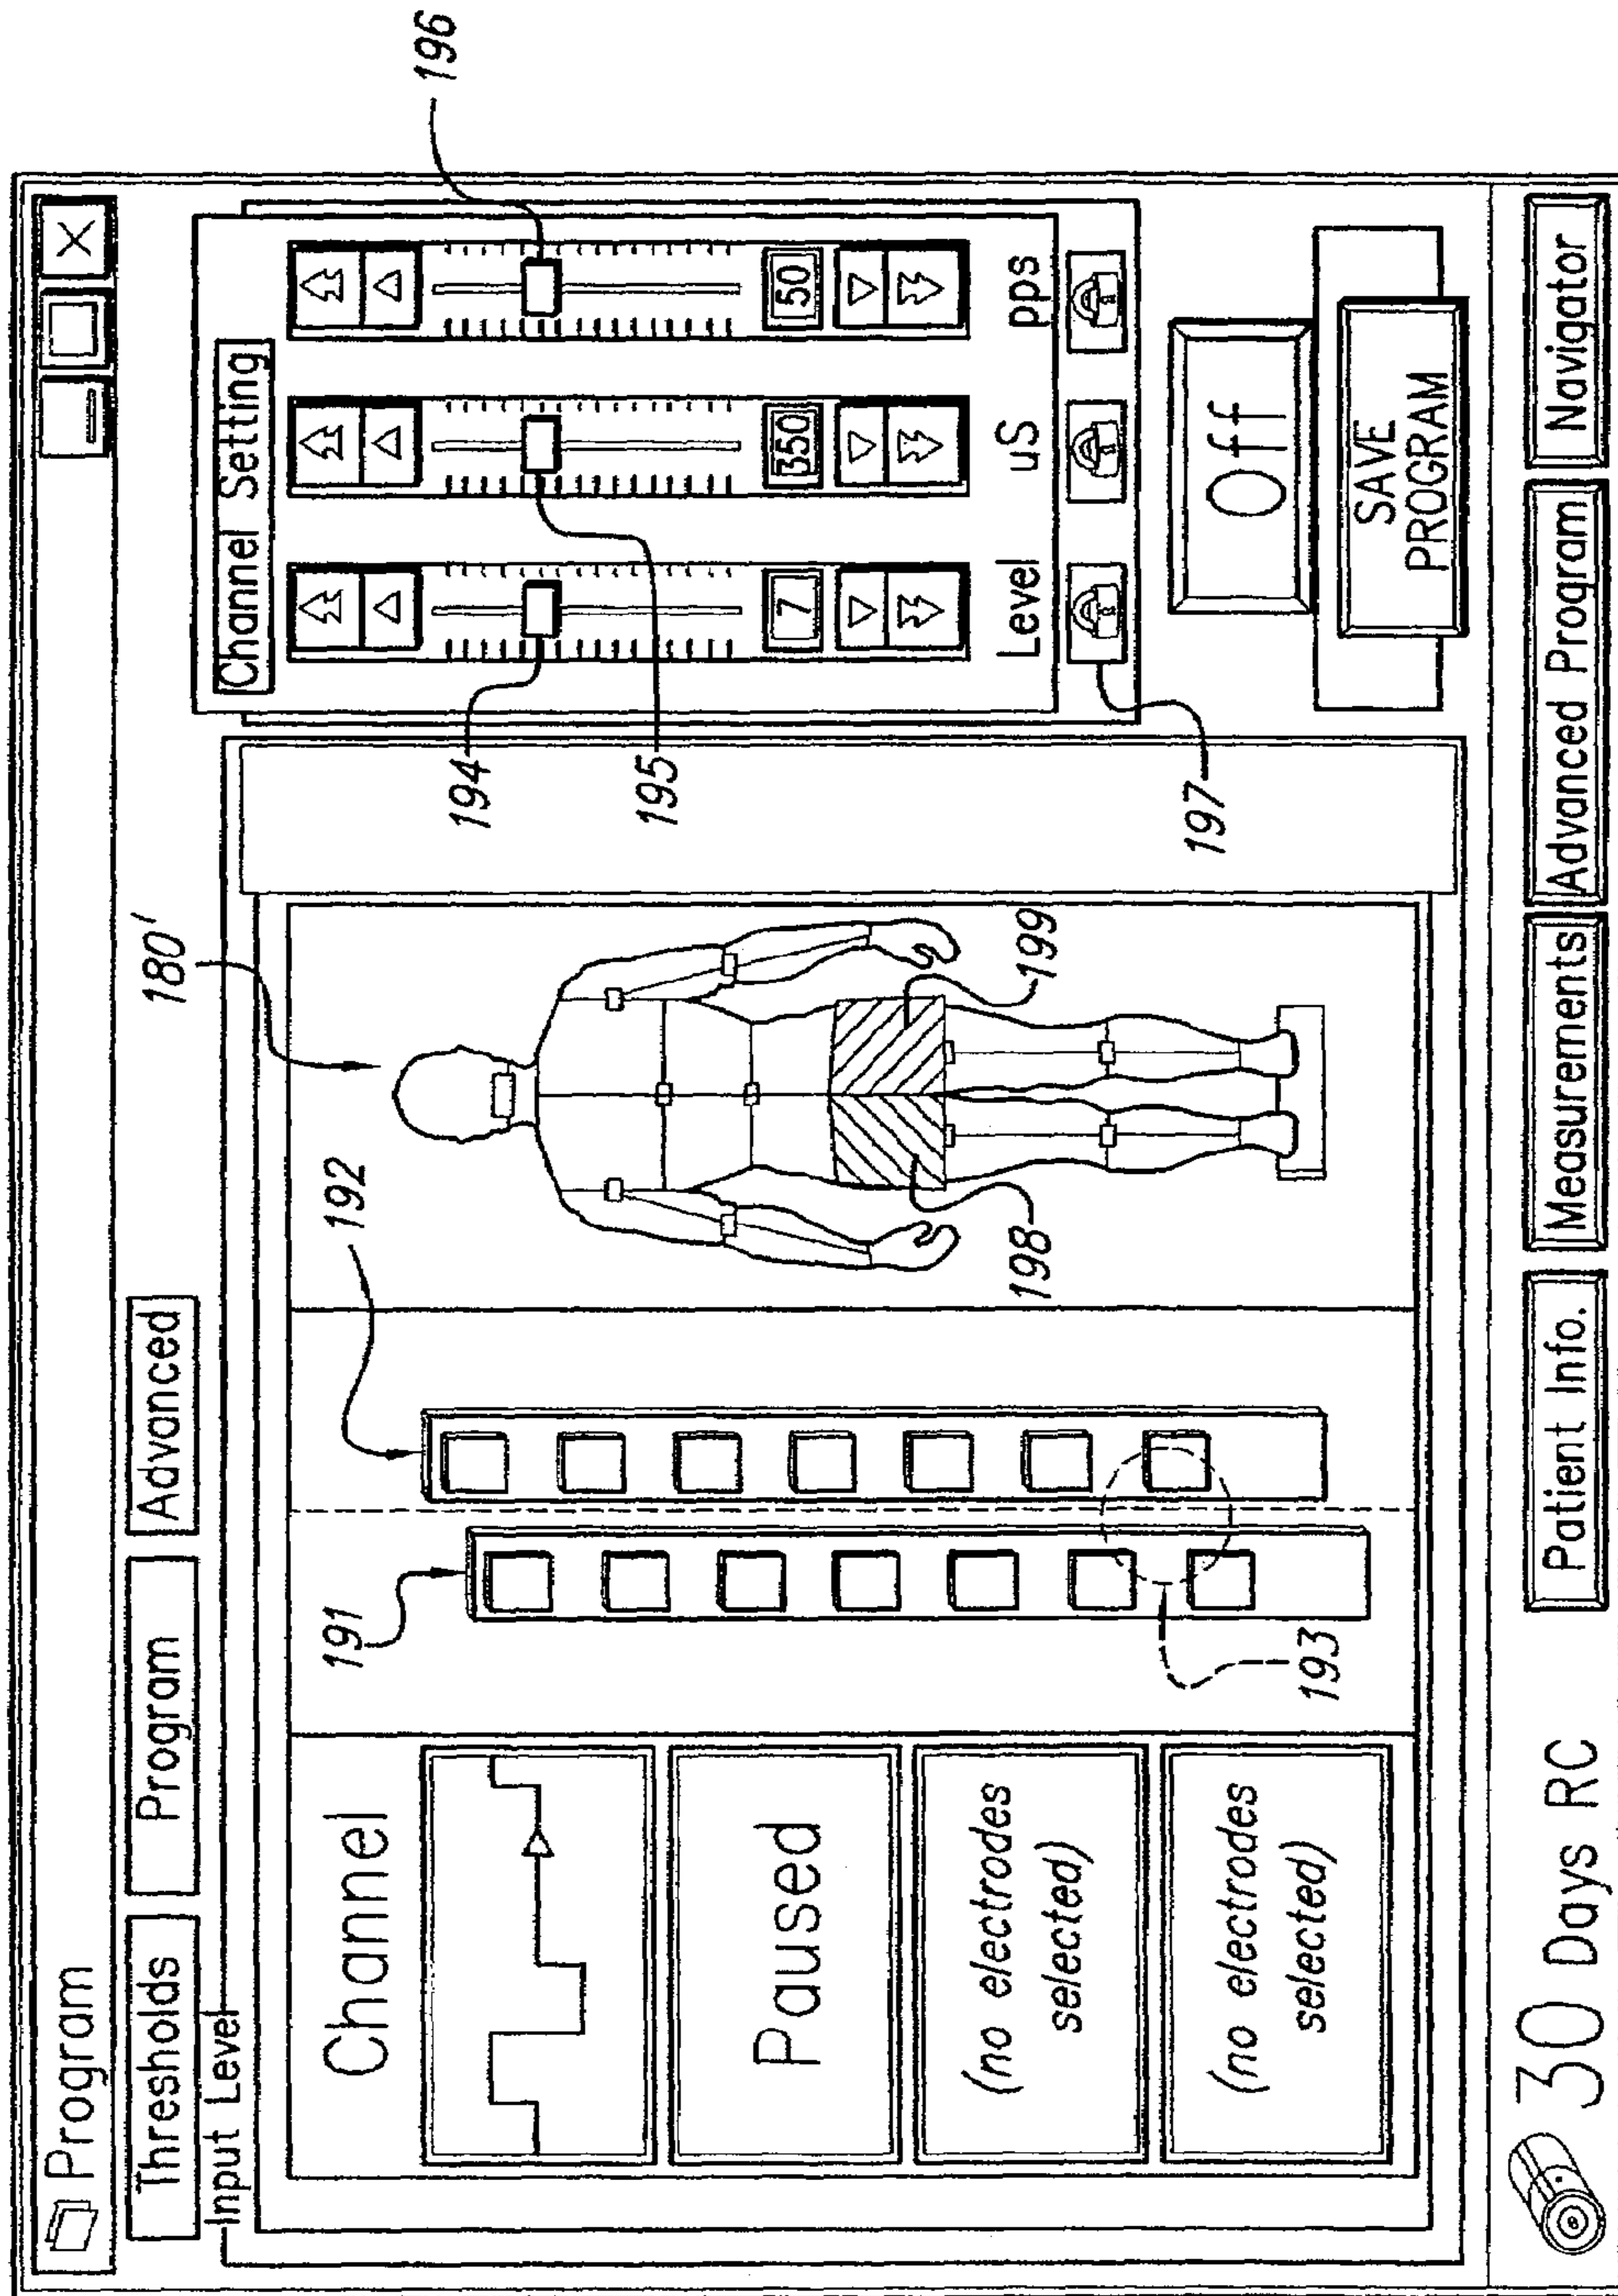 Program
Thresholds
Program
Advanced
Input Level
180'
Channel
Paused
(no electrodes
selected)
(no electrodes
selected)
191
192
193
198
199
Channel Setting
194
195
196
7
350
50
Level
uS
pps
197
Off
SAVE
PROGRAM
30 Days RC
Patient Info.
Measurements
Advanced Program
Navigator